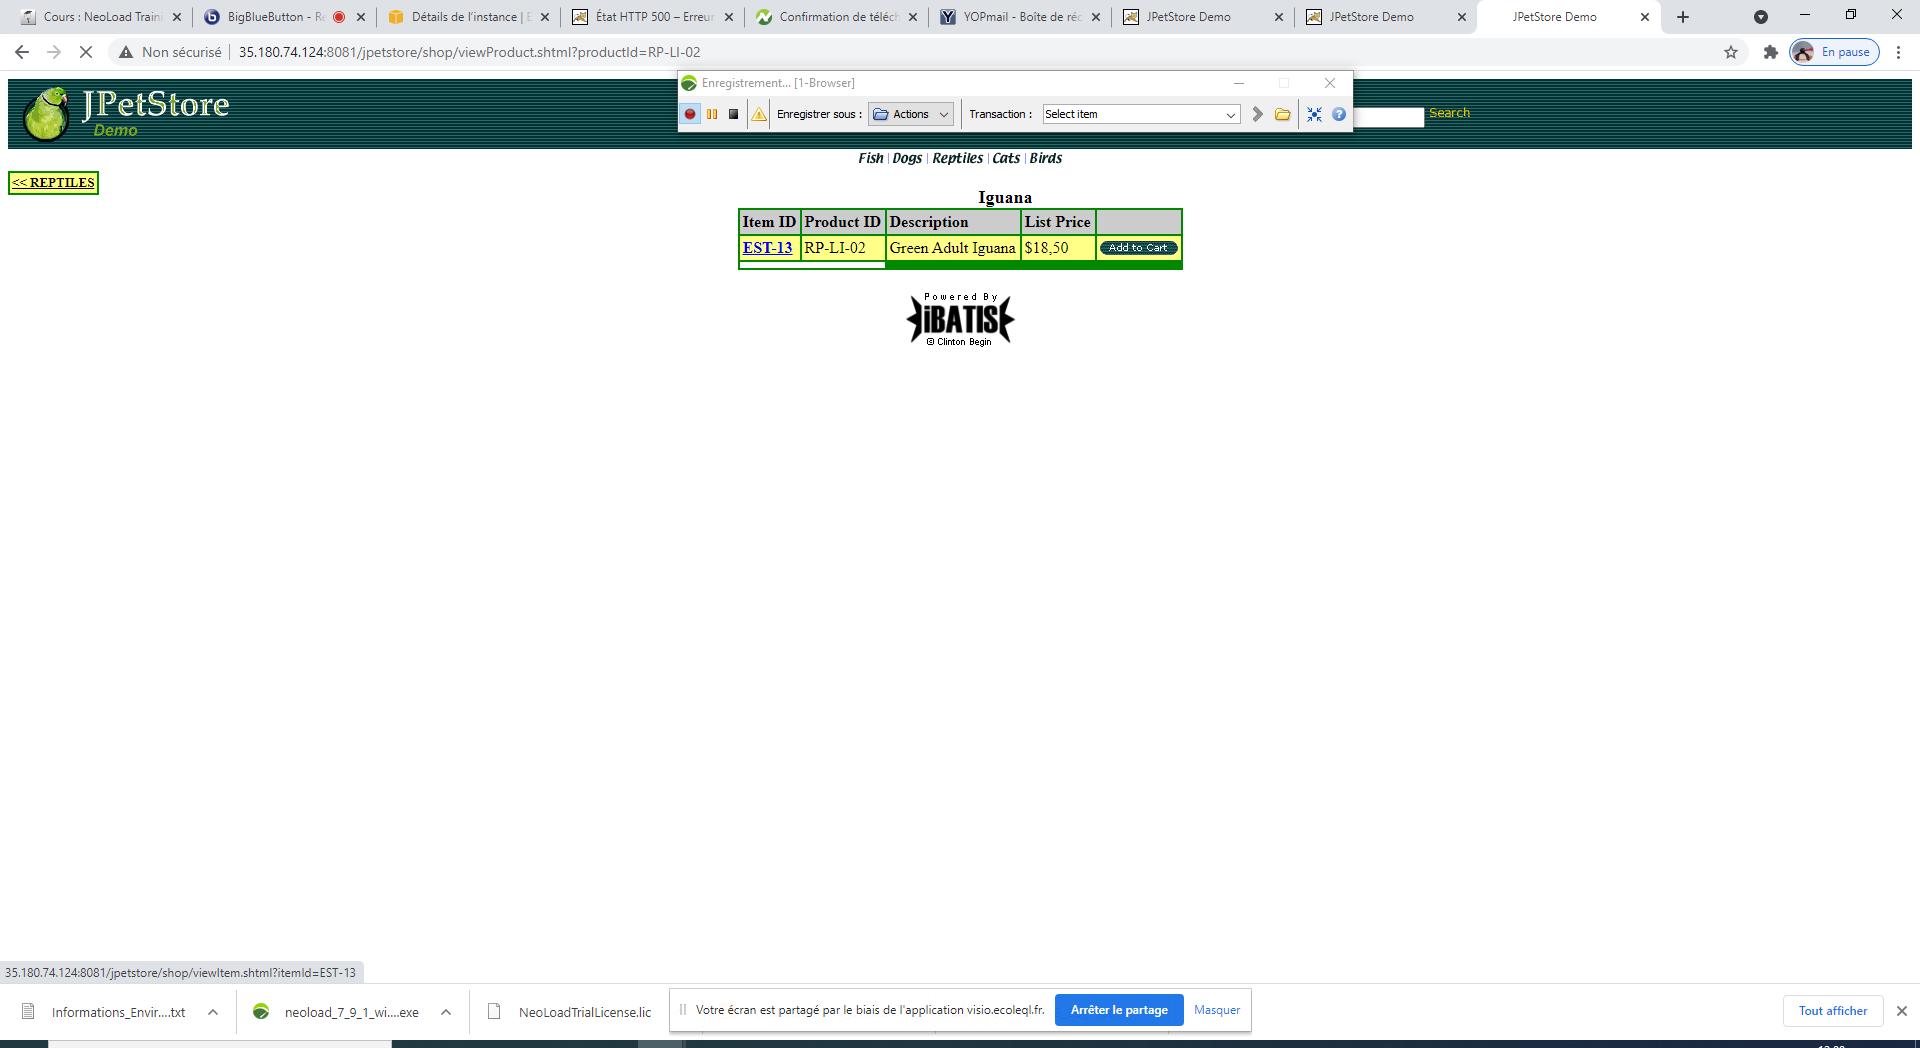 Cours : NeoLoad Traini
BigBlueButton - Re
Détails de l'instance | E
État HTTP 500 – Erreur
Confirmation de téléch
YOPmail - Boîte de réc
JPetStore Demo
JPetStore Demo
JPetStore Demo
Non sécurisé
35.180.74.124:8081/jpetstore/shop/viewProduct.shtml?productId=RP-LI-02
En pause
Enregistrement... [1-Browser]
Enregistrer sous :
Actions
Transaction :
Select item
JPetStore
Demo
Search
Fish | Dogs | Reptiles | Cats | Birds
<< REPTILES
Iguana
Item ID Product ID Description List Price
EST-13 RP-LI-02 Green Adult Iguana $18,50 Add to Cart
Powered By
iBATIS
© Clinton Begin
35.180.74.124:8081/jpetstore/shop/viewItem.shtml?itemId=EST-13
Informations_Envir....txt
neoload_7_9_1_wi....exe
NeoLoadTrialLicense.lic
Votre écran est partagé par le biais de l'application visio.ecoleql.fr.
Arrêter le partage
Masquer
Tout afficher